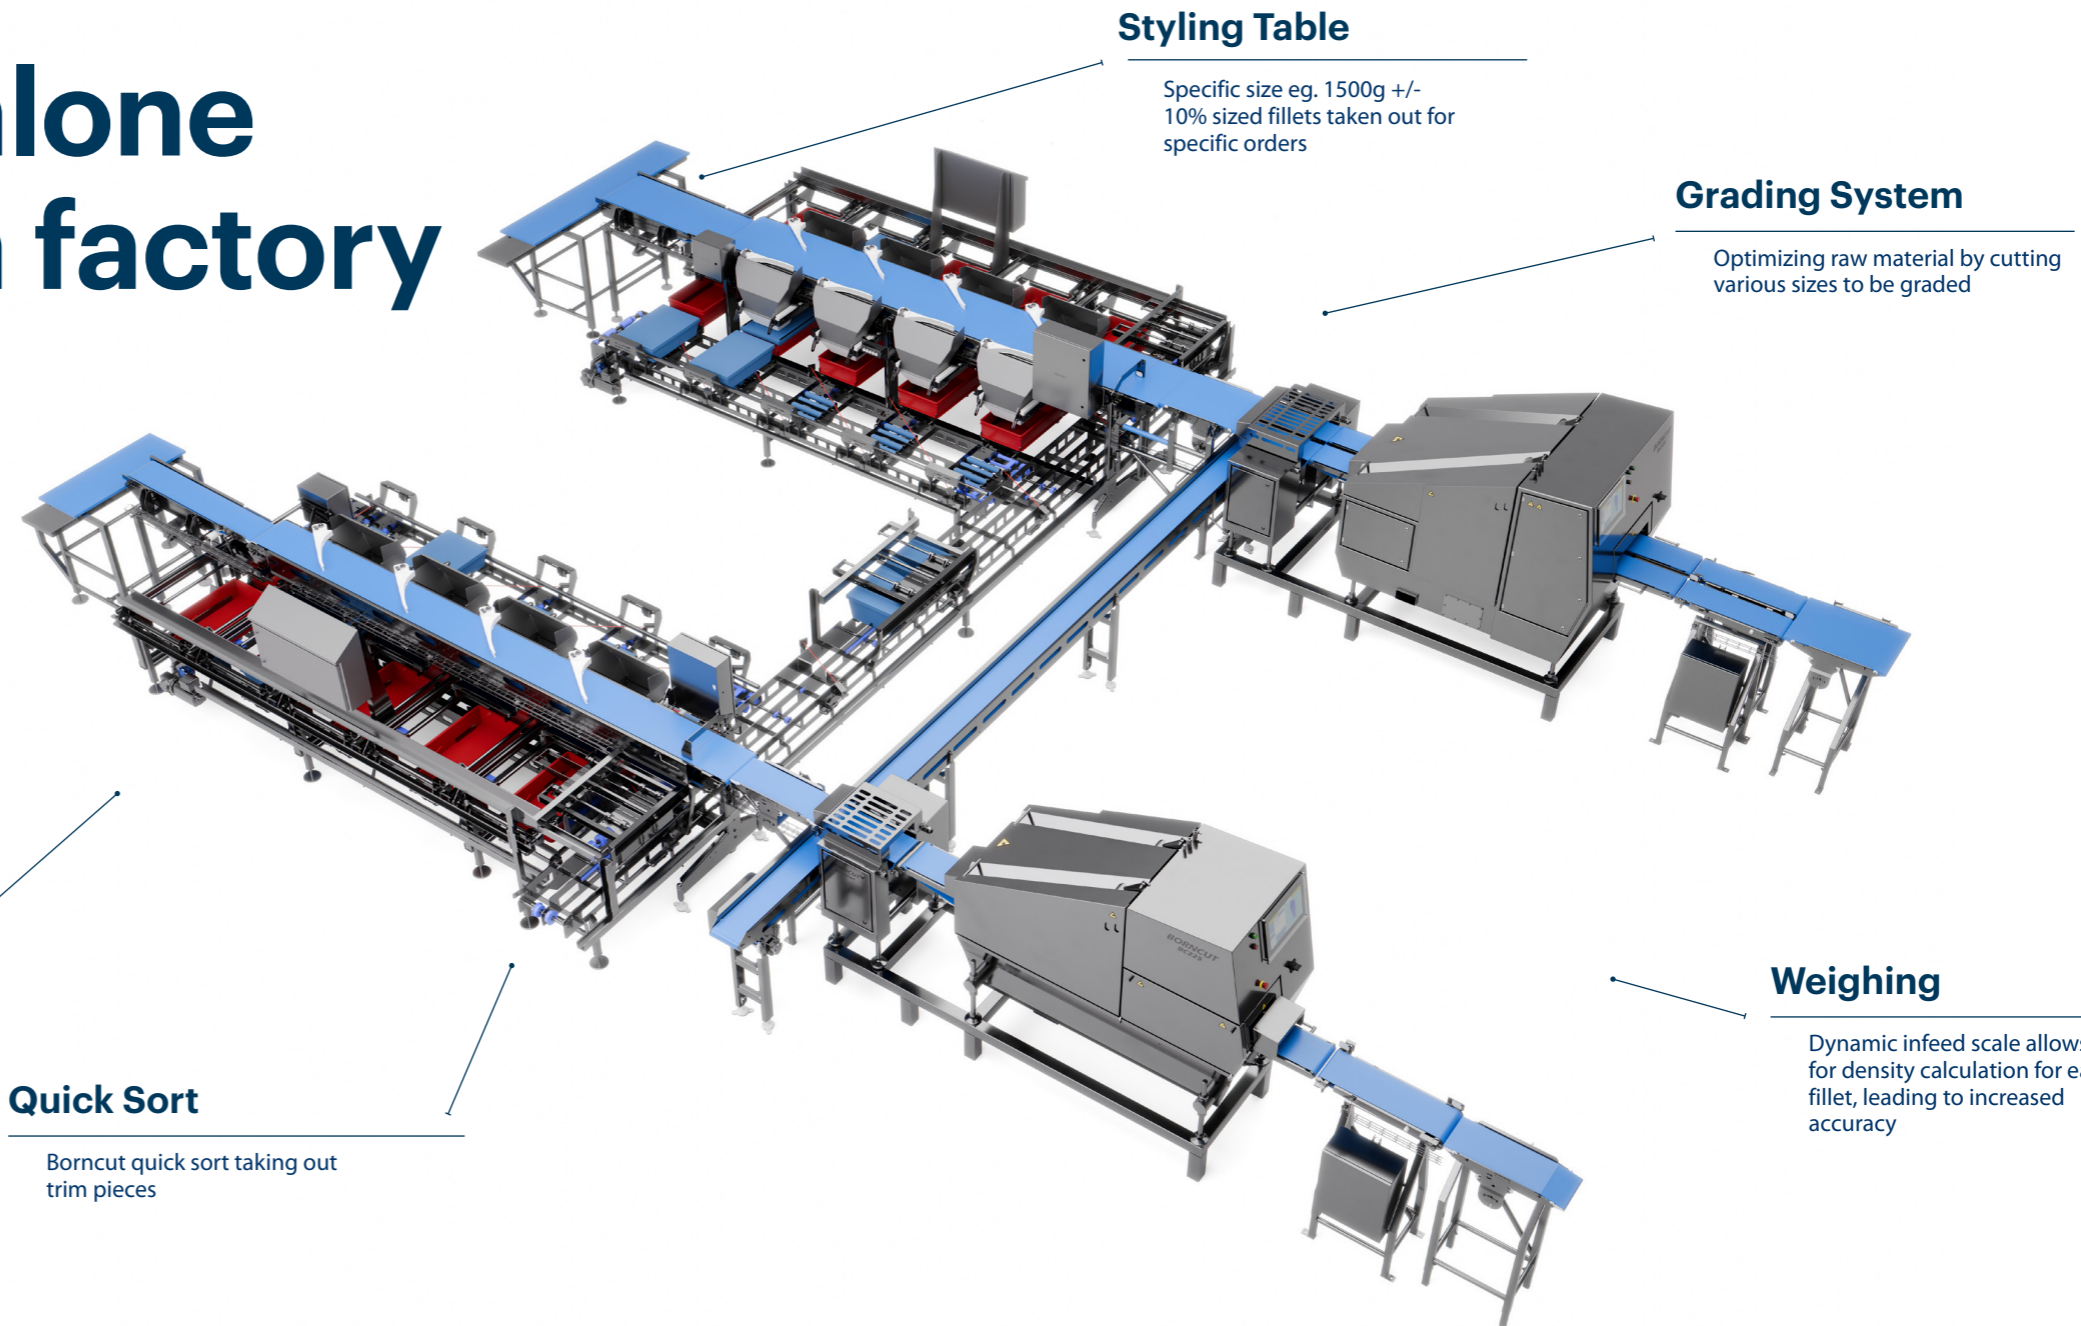 lone
factory
Styling Table
Specific size eg. 1500g +/-
10% sized fillets taken out for
specific orders
Grading System
Optimizing raw material by cutting
various sizes to be graded
BORNCUT
Weighing
Dynamic infeed scale allows
for density calculation for
fillet, leading to increased
accuracy
Quick Sort
Borncut quick sort taking out
trim pieces